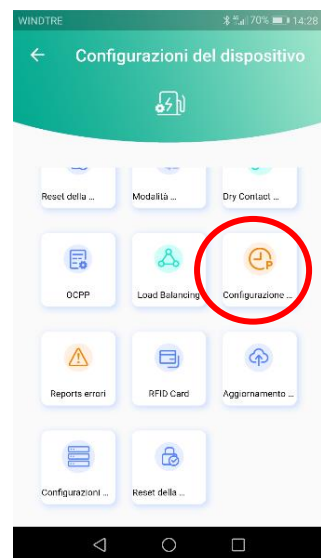 WINDTRE 70% 14:28
Configurazioni del dispositivo
Reset della ... Modalità ... Dry Contact ...
OCPP Load Balancing Configurazione ...
Reports errori RFID Card Aggiornamento ...
Configurazioni ... Reset della ...